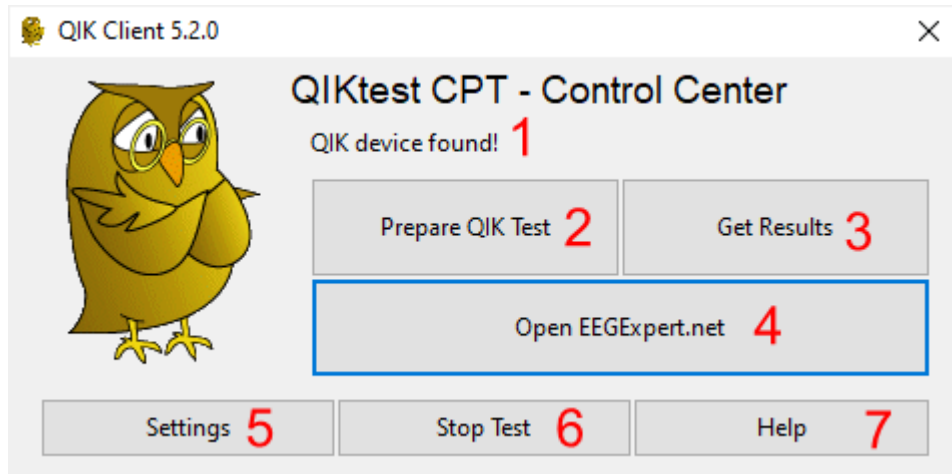 QIK Client 5.2.0
QIKtest CPT - Control Center
QIK device found! 1
Prepare QIK Test 2 Get Results 3
Open EEGExpert.net 4
Settings 5 Stop Test 6 Help 7